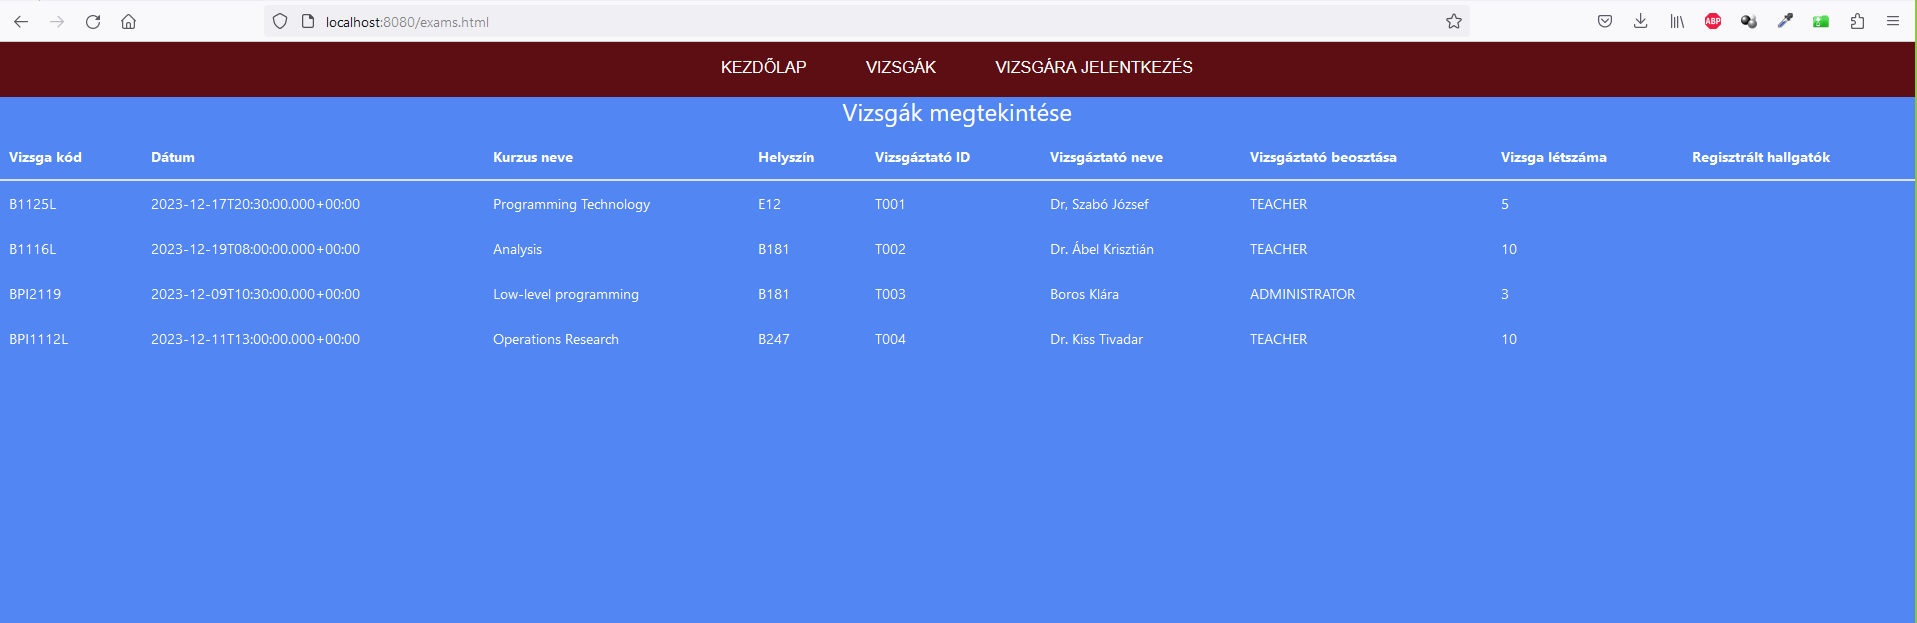 localhost:8080/exams.html
ABP
KEZDŐLAP VIZSGÁK VIZSGÁRA JELENTKEZÉS
Vizsgák megtekintése
Vizsga kód Dátum Kurzus neve Helyszín Vizsgáztató ID Vizsgáztató neve Vizsgáztató beosztása Vizsga létszáma Regisztrált hallgatók
B1125L 2023-12-17T20:30:00.000+00:00 Programming Technology E12 T001 Dr, Szabó József TEACHER 5
B1116L 2023-12-19T08:00:00.000+00:00 Analysis B181 T002 Dr. Ábel Krisztián TEACHER 10
BPI2119 2023-12-09T10:30:00.000+00:00 Low-level programming B181 T003 Boros Klára ADMINISTRATOR 3
BPI1112L 2023-12-11T13:00:00.000+00:00 Operations Research B247 T004 Dr. Kiss Tivadar TEACHER 10